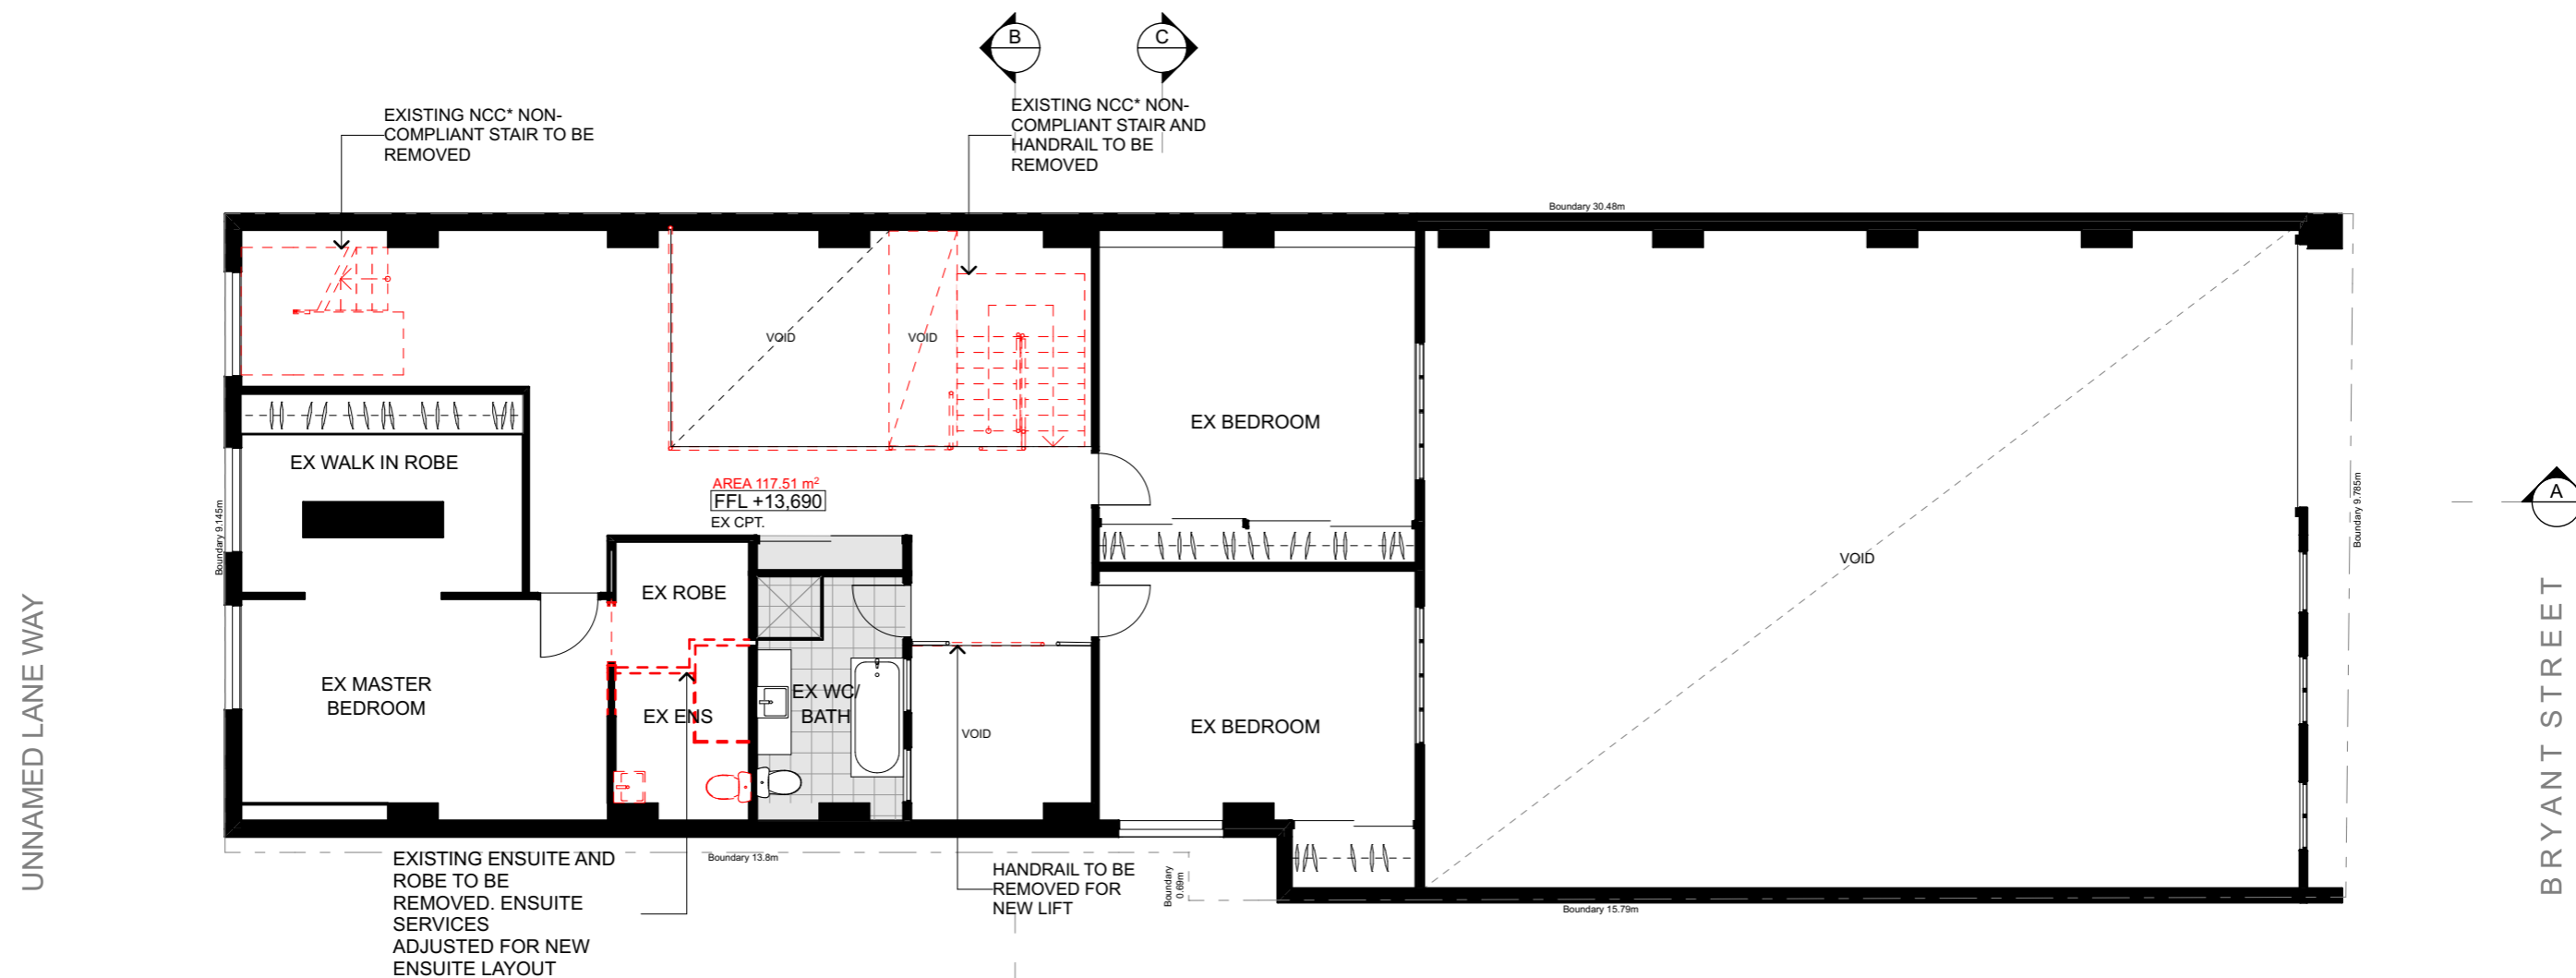 B
C
EXISTING NCC* NON-
COMPLIANT STAIR TO BE
REMOVED
EXISTING NCC* NON-
COMPLIANT STAIR AND
HANDRAIL TO BE
REMOVED
Boundary 30.48m
VOID
VOID
EX BEDROOM
EX WALK IN ROBE
AREA 117.51 m²
FFL +13,690
EX CPT.
Boundary 9.145m
Boundary 9.785m
A
VOID
EX ROBE
UNNAMED LANE WAY
BRYANT STREET
EX MASTER
BEDROOM
EX ENS
EX WC/
BATH
VOID
EX BEDROOM
Boundary 13.8m
EXISTING ENSUITE AND
ROBE TO BE
REMOVED. ENSUITE
SERVICES
ADJUSTED FOR NEW
ENSUITE LAYOUT
HANDRAIL TO BE
REMOVED FOR
NEW LIFT
Boundary
0.69m
Boundary 15.79m